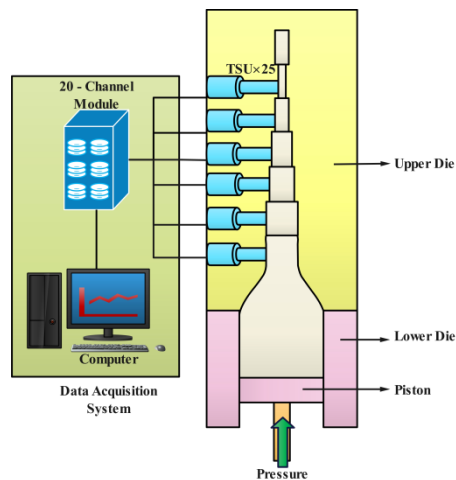 TSU×25
20 - Channel
Module
Upper Die
Lower Die
Computer
Data Acquisition
System
Piston
Pressure